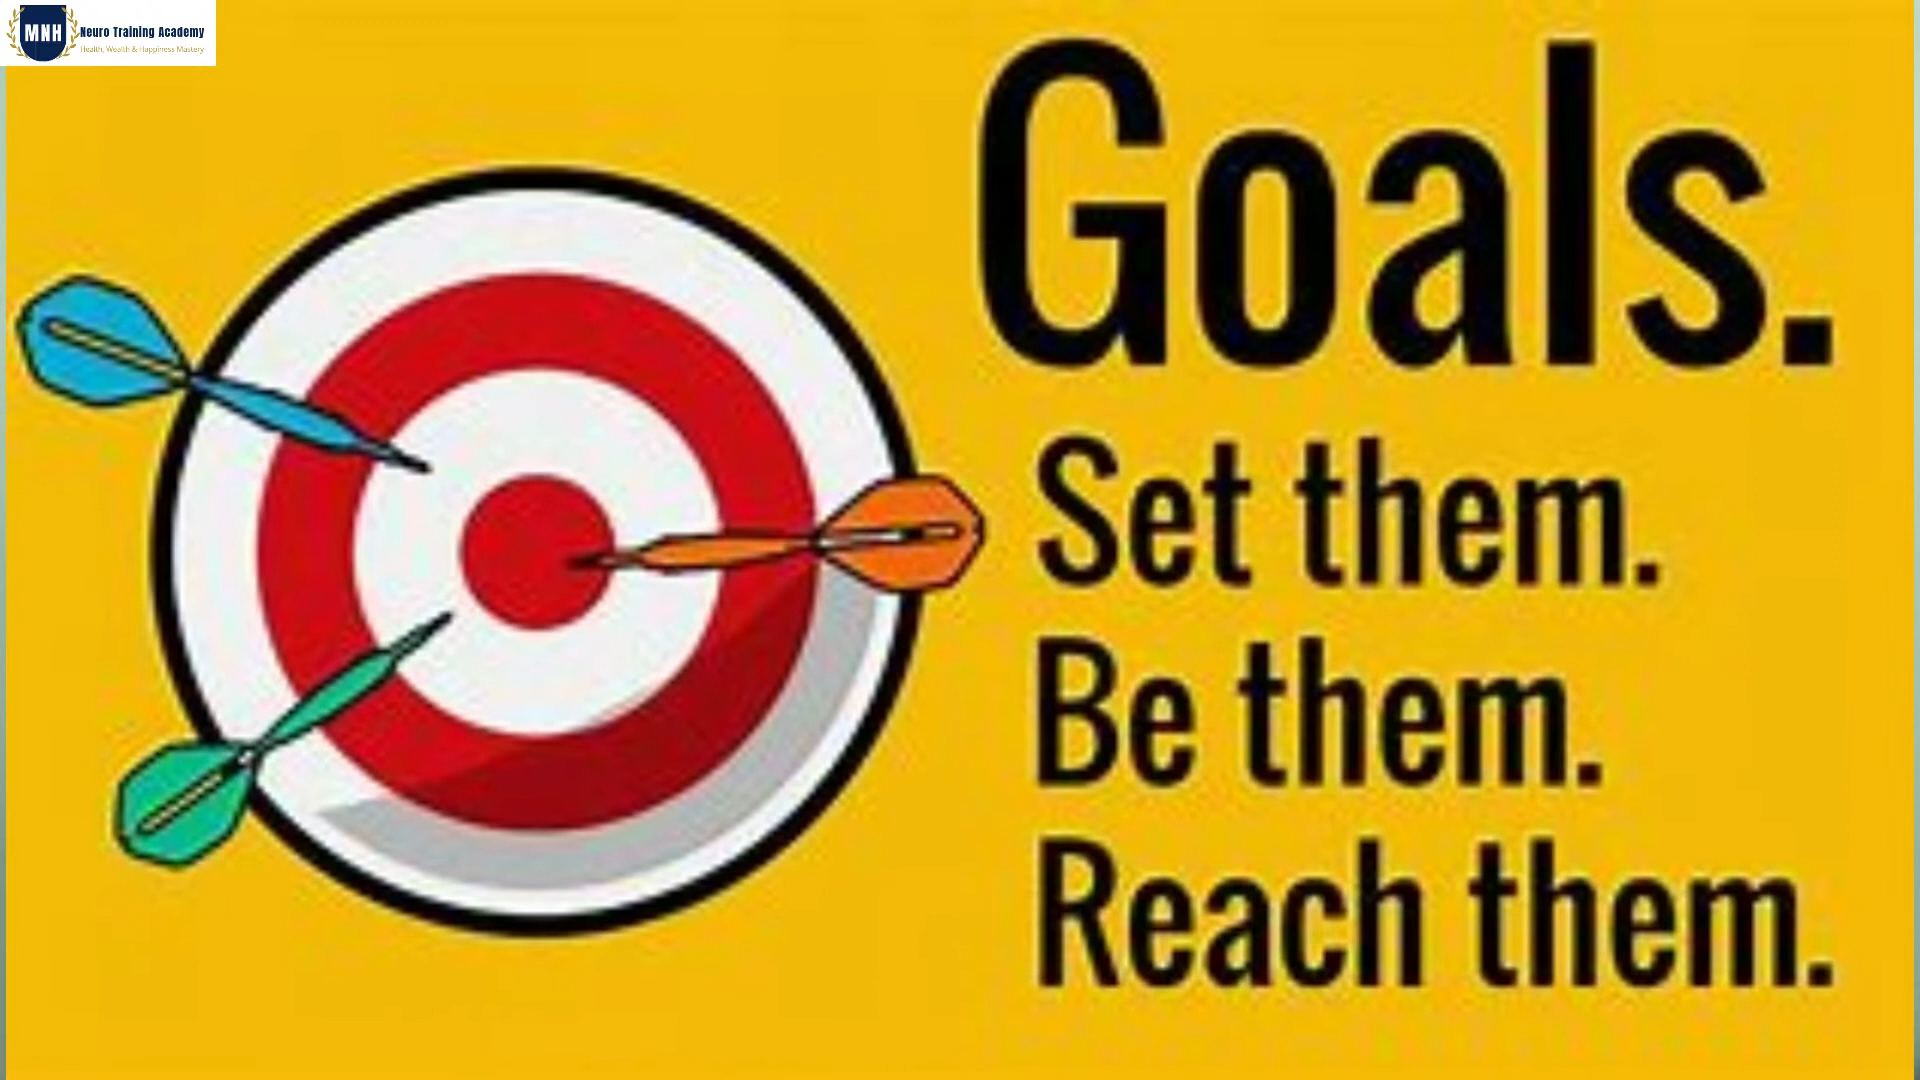 MNH
Neuro Training Academy
Health, Wealth & Happiness Mastery
Goals.
Set them.
Be them.
Reach them.